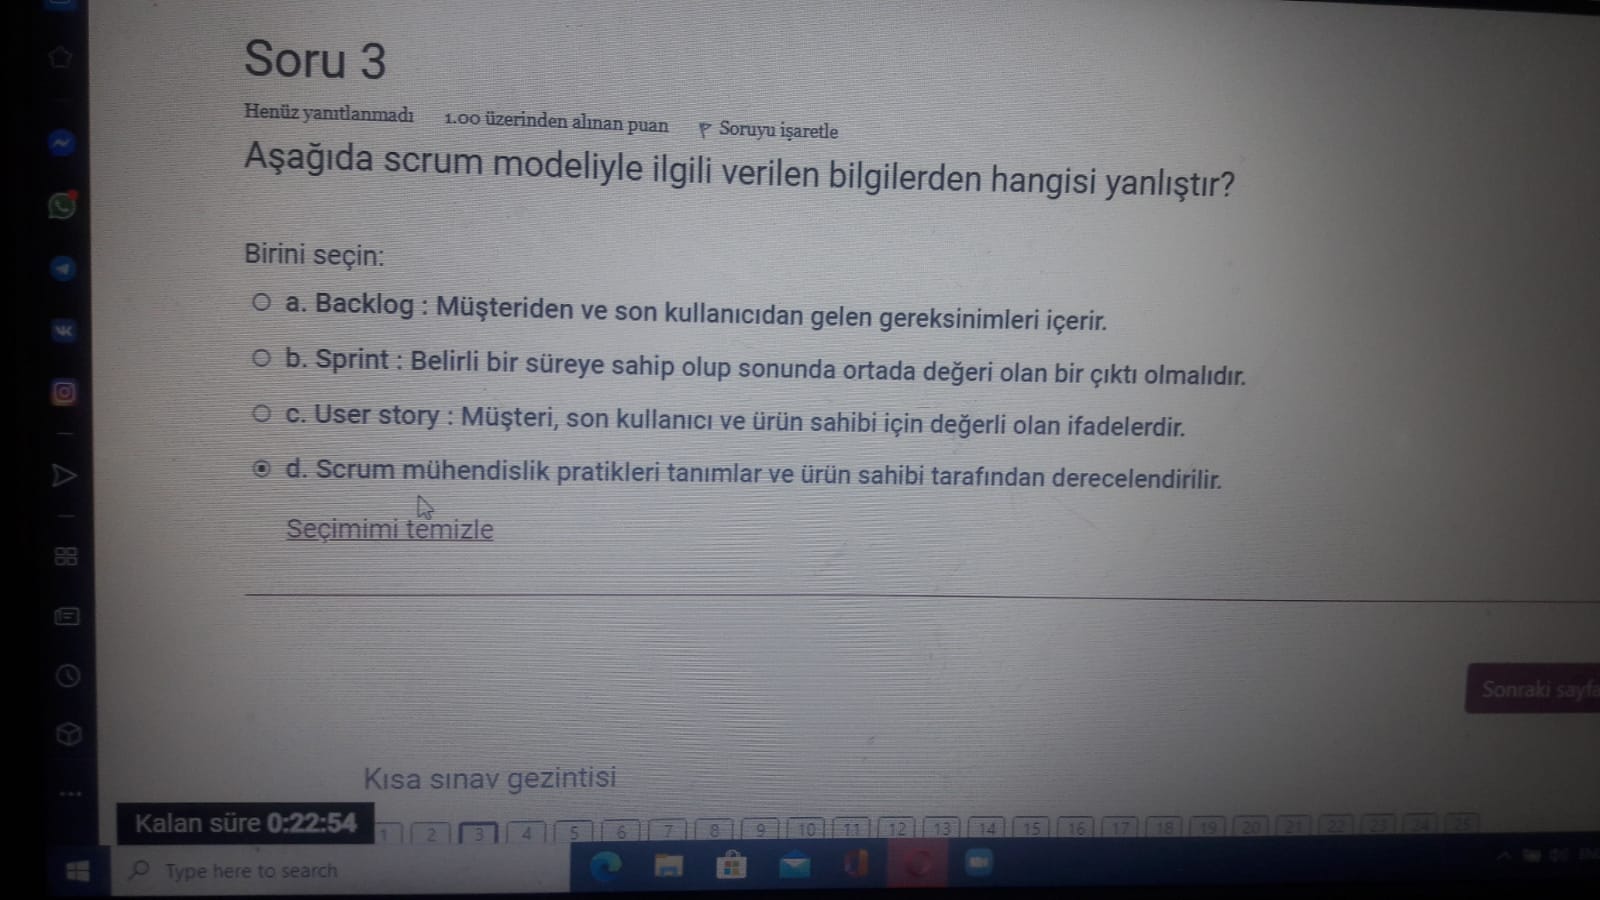 Soru 3
Henüz yanıtlanmadı 1.00 üzerinden alınan puan Soruyu işaretle
Aşağıda scrum modeliyle ilgili verilen bilgilerden hangisi yanlıştır?
Birini seçin:
a. Backlog : Müşteriden ve son kullanıcıdan gelen gereksinimleri içerir.
b. Sprint : Belirli bir süreye sahip olup sonunda ortada değeri olan bir çıktı olmalıdır.
c. User story : Müşteri, son kullanıcı ve ürün sahibi için değerli olan ifadelerdir.
d. Scrum mühendislik pratikleri tanımlar ve ürün sahibi tarafından derecelendirilir.
Seçimimi temizle
Sonraki sayfa
Kısa sınav gezintisi
Kalan süre 0:22:54
1 2 3 4 5 6 7 8 9 10 11 12 13 14 15 16 17 18 19 20 21 22 23 24 25
Type here to search